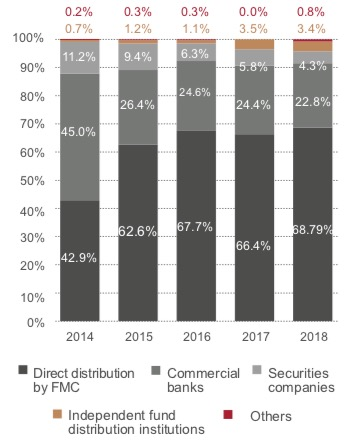 0.2% 0.3% 0.3% 0.0% 0.8%
0.7% 1.2% 1.1% 3.5% 3.4%
100%
90%
80%
70%
60%
50%
40%
30%
20%
10%
0%
11.2% 9.4% 6.3% 5.8% 4.3%
45.0% 26.4% 24.6% 24.4% 22.8%
42.9% 62.6% 67.7% 66.4% 68.79%
2014 2015 2016 2017 2018
Direct distribution by FMC
Commercial banks
Securities companies
Independent fund distribution institutions
Others